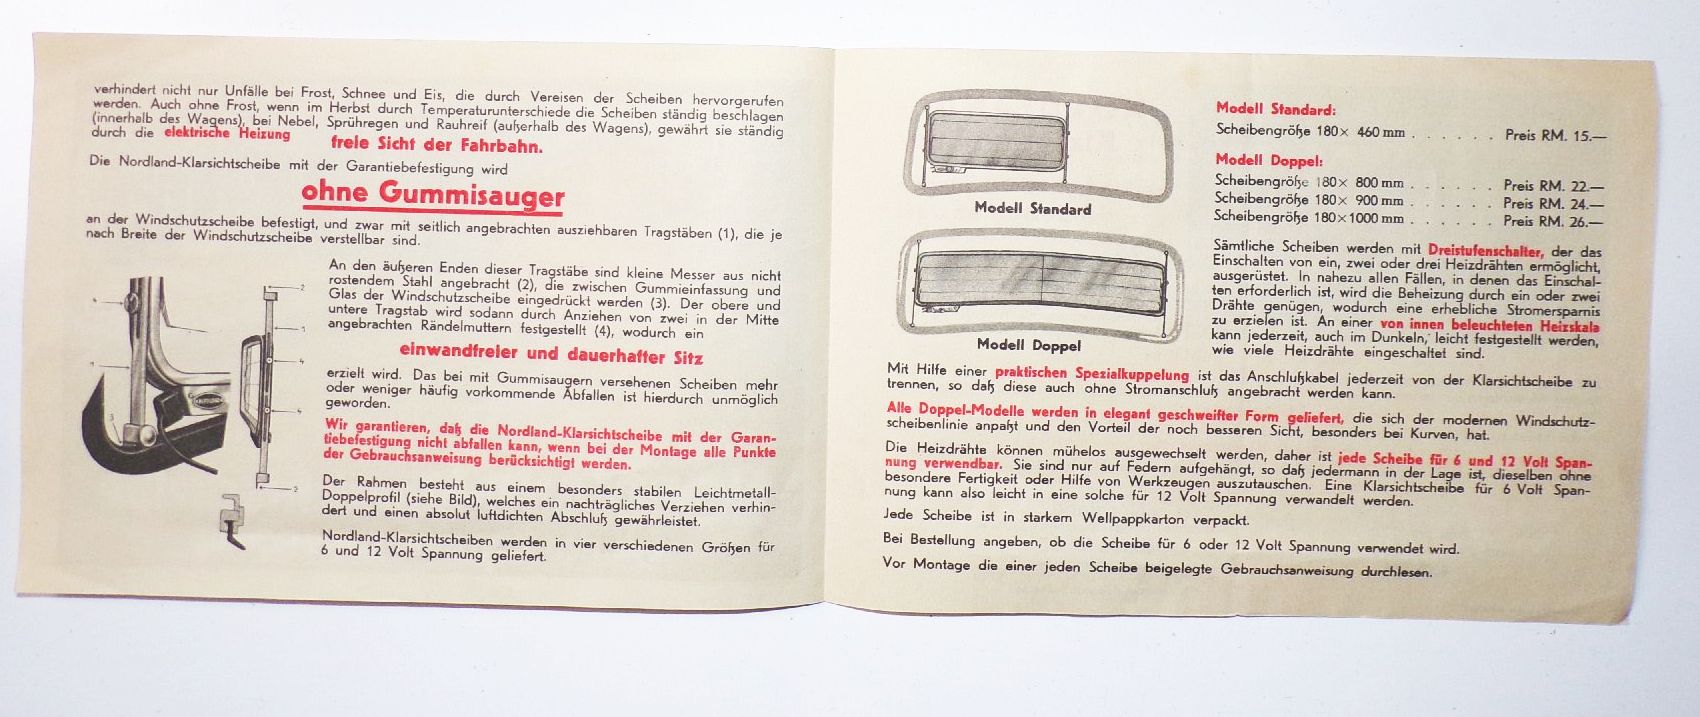 verhindert nicht nur Unfälle bei Frost, Schnee und Eis, die durch Vereisen der Scheiben hervorgerufen
werden. Auch ohne Frost, wenn im Herbst durch Temperaturunterschiede die Scheiben ständig beschlagen
(innerhalb des Wagens), bei Nebel, Sprühregen und Rauhreif (außerhalb des Wagens), gewährt sie ständig
durch die elektrische Heizung freie Sicht der Fahrbahn.
Die Nordland-Klarsichtscheibe mit der Garantiebefestigung wird
ohne Gummisauger
an der Windschutzscheibe befestigt, und zwar mit seitlich angebrachten ausziehbaren Tragstäben (1), die je
nach Breite der Windschutzscheibe verstellbar sind.
An den äußeren Enden dieser Tragstäbe sind kleine Messer aus nicht
rostendem Stahl angebracht (2), die zwischen Gummieinfassung und
Glas der Windschutzscheibe eingedrückt werden (3). Der obere und
untere Tragstab wird sodann durch Anziehen von zwei in der Mitte
angebrachten Rändelmuttern festgestellt (4), wodurch ein
einwandfreier und dauerhafter Sitz
erzielt wird. Das bei mit Gummisaugern versehenen Scheiben mehr
oder weniger häufig vorkommende Abfallen ist hierdurch unmöglich
geworden.
Wir garantieren, daß die Nordland-Klarsichtscheibe mit der Garan-
tiebefestigung nicht abfallen kann, wenn bei der Montage alle Punkte
der Gebrauchsanweisung berücksichtigt werden.
Der Rahmen besteht aus einem besonders stabilen Leichtmetall-
Doppelprofil (siehe Bild), welches ein nachträgliches Verziehen verhin-
dert und einen absolut luftdichten Abschluß gewährleistet.
Nordland-Klarsichtscheiben werden in vier verschiedenen Größen für
6 und 12 Volt Spannung geliefert.
4
1
3
2
1
4
4
2
Modell Standard
Modell Doppel
Modell Standard:
Scheibengröße 180× 460 mm . . . . . . Preis RM. 15.—
Modell Doppel:
Scheibengröße 180× 800 mm . . . . . . Preis RM. 22.—
Scheibengröße 180× 900 mm . . . . . . Preis RM. 24.—
Scheibengröße 180×1000 mm . . . . . . Preis RM. 26.—
Sämtliche Scheiben werden mit Dreistufenschalter, der das
Einschalten von ein, zwei oder drei Heizdrähten ermöglicht,
ausgerüstet. In nahezu allen Fällen, in denen das Einschal-
ten erforderlich ist, wird die Beheizung durch ein oder zwei
Drähte genügen, wodurch eine erhebliche Stromersparnis
zu erzielen ist. An einer von innen beleuchteten Heizskala
kann jederzeit, auch im Dunkeln, leicht festgestellt werden,
wie viele Heizdrähte eingeschaltet sind.
Mit Hilfe einer praktischen Spezialkuppelung ist das Anschlußkabel jederzeit von der Klarsichtscheibe zu
trennen, so daß diese auch ohne Stromanschluß angebracht werden kann.
Alle Doppel-Modelle werden in elegant geschweifter Form geliefert, die sich der modernen Windschutz-
scheibenlinie anpaßt und den Vorteil der noch besseren Sicht, besonders bei Kurven, hat.
Die Heizdrähte können mühelos ausgewechselt werden, daher ist jede Scheibe für 6 und 12 Volt Span-
nung verwendbar. Sie sind nur auf Federn aufgehängt, so daß jedermann in der Lage ist, dieselben ohne
besondere Fertigkeit oder Hilfe von Werkzeugen auszutauschen. Eine Klarsichtscheibe für 6 Volt Span-
nung kann also leicht in eine solche für 12 Volt Spannung verwandelt werden.
Jede Scheibe ist in starkem Wellpappkarton verpackt.
Bei Bestellung angeben, ob die Scheibe für 6 oder 12 Volt Spannung verwendet wird.
Vor Montage die einer jeden Scheibe beigelegte Gebrauchsanweisung durchlesen.